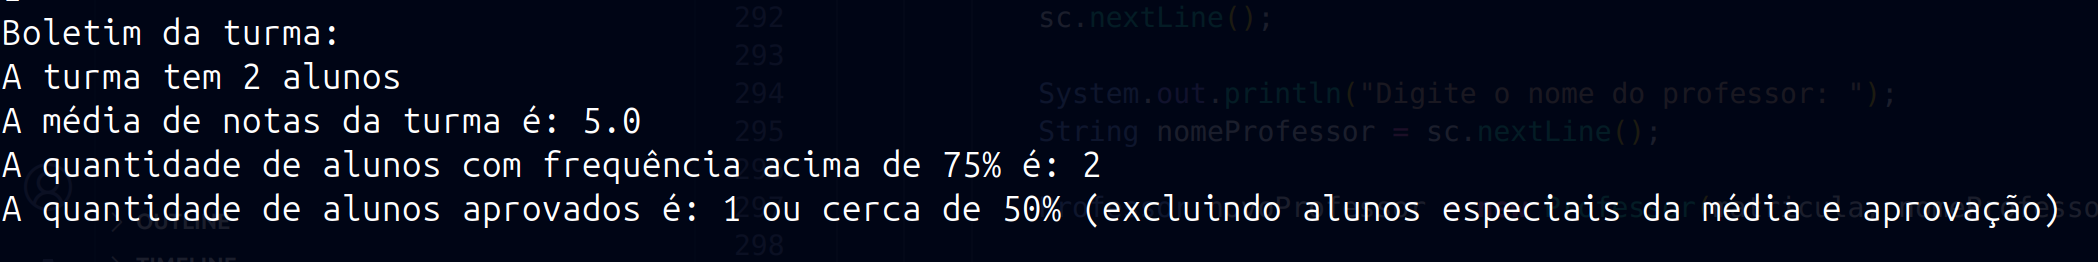 Boletim da turma:
A turma tem 2 alunos
A média de notas da turma é: 5.0
A quantidade de alunos com frequência acima de 75% é: 2
A quantidade de alunos aprovados é: 1 ou cerca de 50% (excluindo alunos especiais da média e aprovação)
292 sc.nextLine();
293
294 System.out.println("Digite o nome do professor: ");
295 String nomeProfessor = sc.nextLine();
OUTLINE
298
TIMELINE